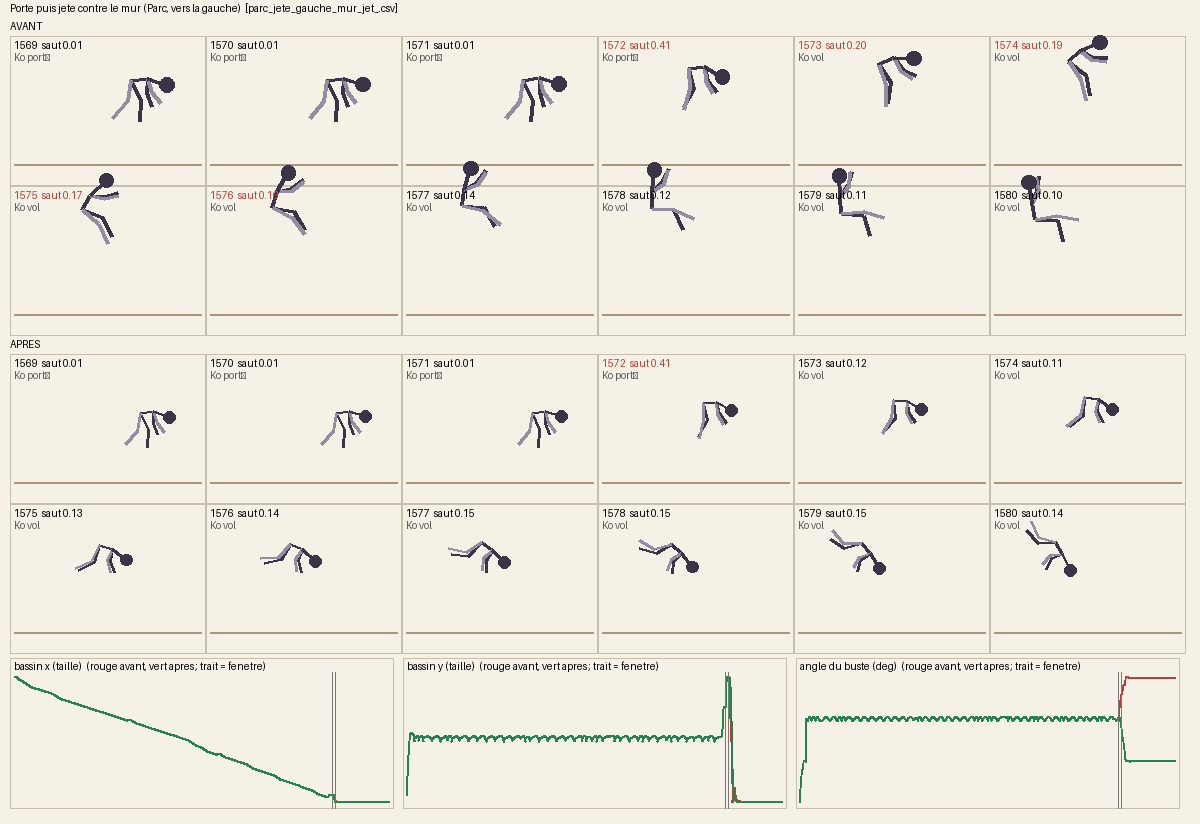 Porte puis jete contre le mur (Parc, vers la gauche) [parc_jete_gauche_mur_jet_.csv]
AVANT
1569 saut 0.01 1570 saut 0.01 1571 saut 0.01 1572 saut 0.41 1573 saut 0.20 1574 saut 0.19
Ko port□ Ko port□ Ko port□ Ko port□ Ko vol Ko vol
1575 saut 0.17 1576 saut 0.16 1577 saut 0.14 1578 saut 0.12 1579 saut 0.11 1580 saut 0.10
Ko vol Ko vol Ko vol Ko vol Ko vol Ko vol
APRES
1569 saut 0.01 1570 saut 0.01 1571 saut 0.01 1572 saut 0.41 1573 saut 0.12 1574 saut 0.11
Ko port□ Ko port□ Ko port□ Ko port□ Ko vol Ko vol
1575 saut 0.13 1576 saut 0.14 1577 saut 0.15 1578 saut 0.15 1579 saut 0.15 1580 saut 0.14
Ko vol Ko vol Ko vol Ko vol Ko vol Ko vol
bassin x (taille) (rouge avant, vert apres; trait = fenetre) bassin y (taille) (rouge avant, vert apres; trait = fenetre) angle du buste (deg) (rouge avant, vert apres; trait = fenetre)